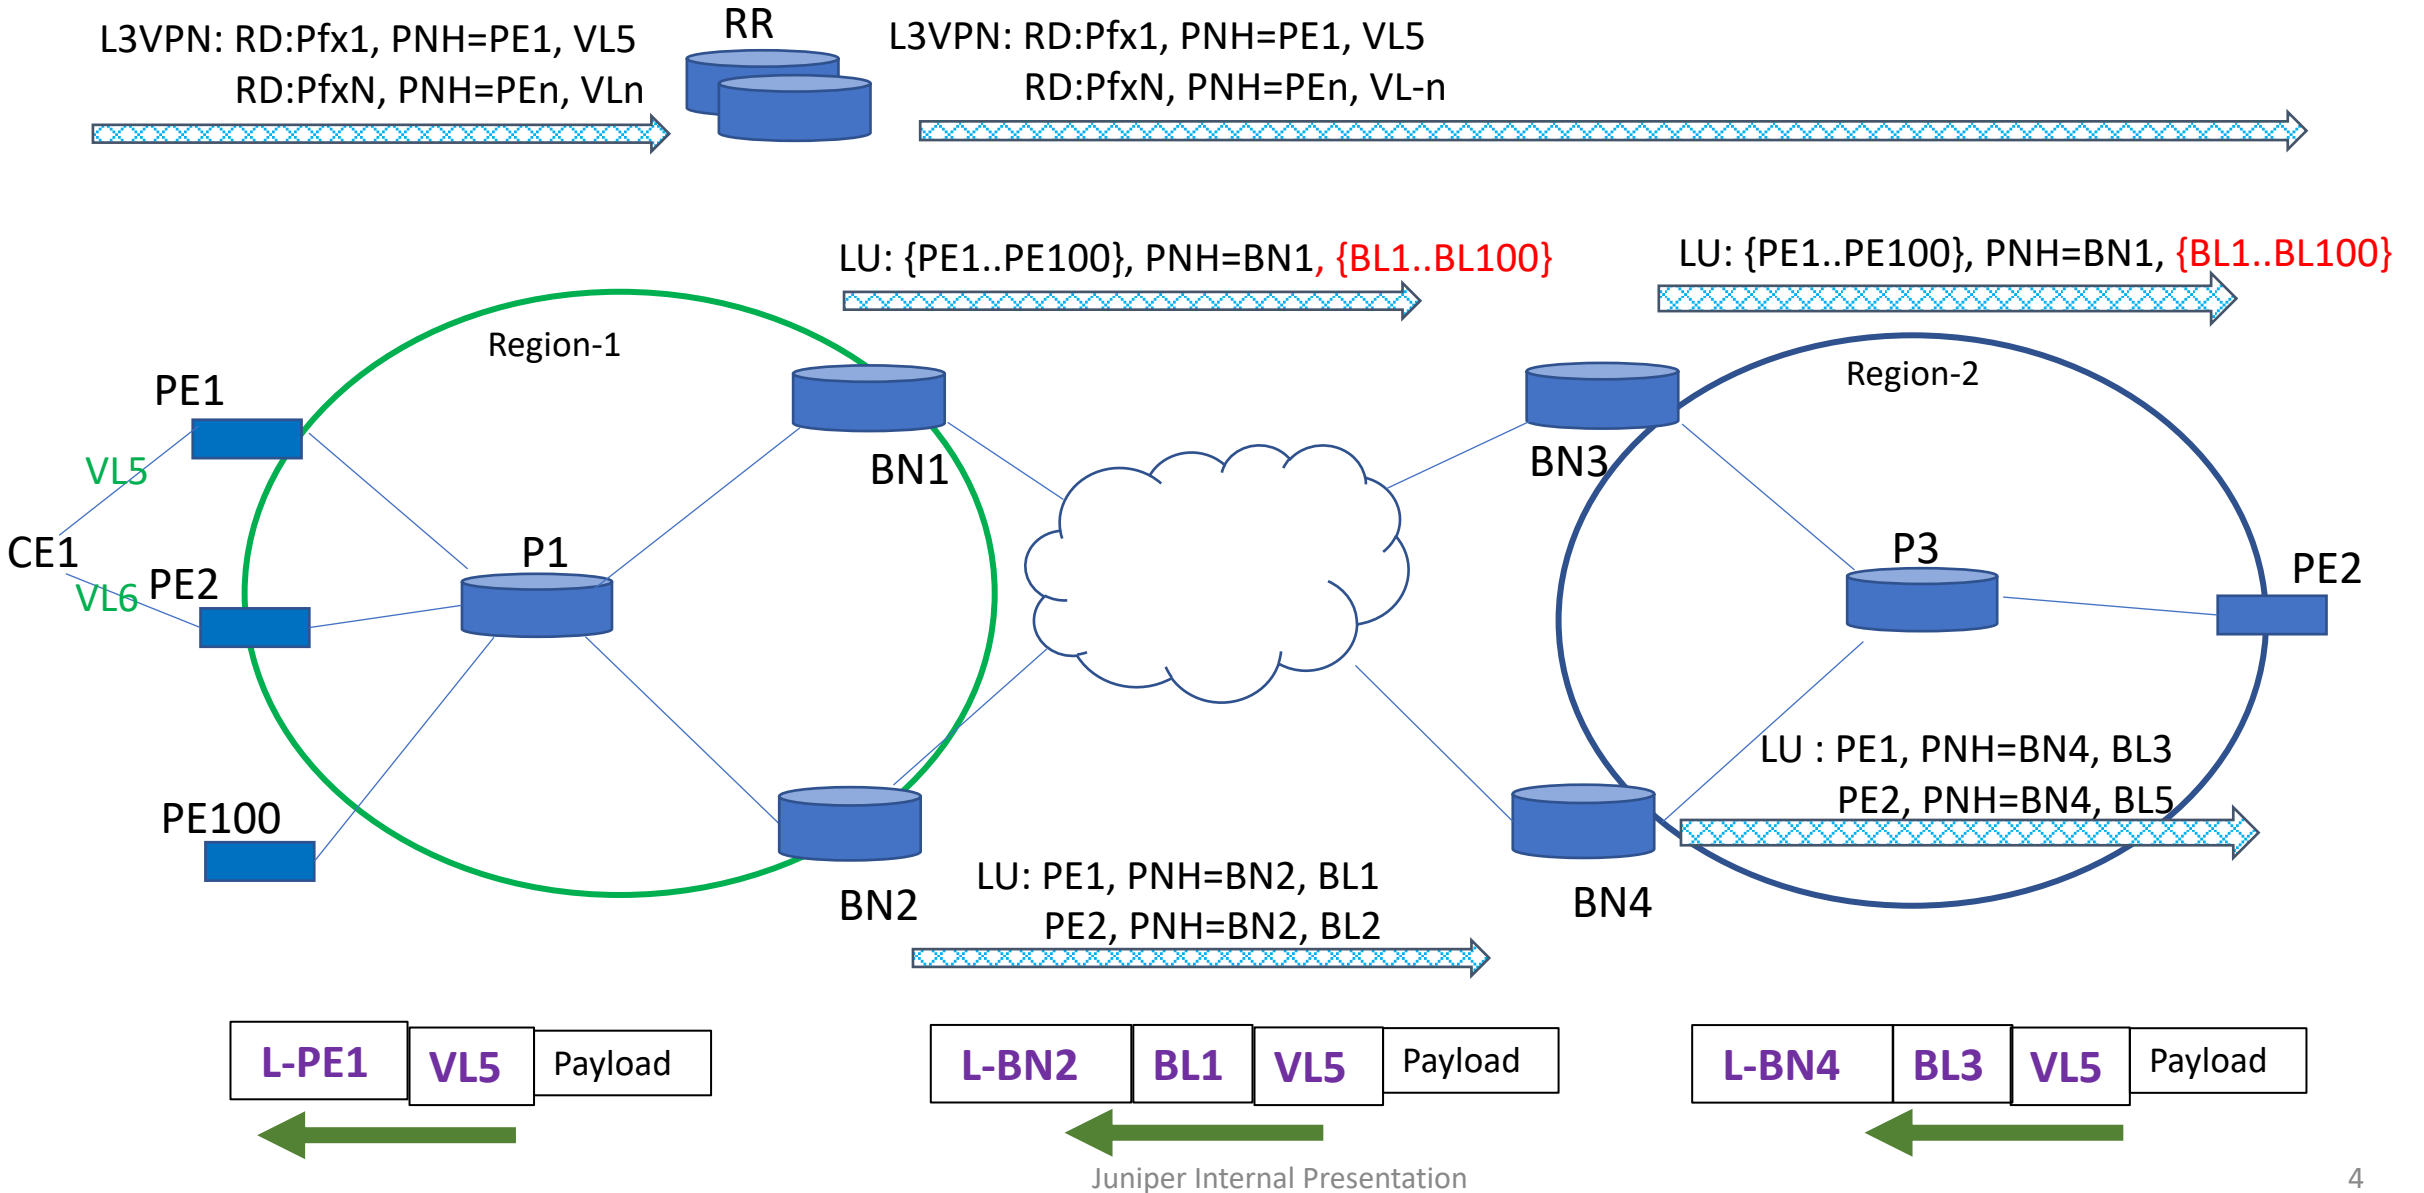 RR
L3VPN: RD:Pfx1, PNH=PE1, VL5
RD:PfxN, PNH=PEn, VLn
L3VPN: RD:Pfx1, PNH=PE1, VL5
RD:PfxN, PNH=PEn, VL-n
LU: {PE1..PE100}, PNH=BN1, {BL1..BL100}
LU: {PE1..PE100}, PNH=BN1, {BL1..BL100}
Region-1
Region-2
PE1
BN1
BN3
VL5
CE1
P1
P3
PE2
VL6
PE2
PE100
LU : PE1, PNH=BN4, BL3
PE2, PNH=BN4, BL5
BN2
BN4
LU: PE1, PNH=BN2, BL1
PE2, PNH=BN2, BL2
L-PE1 VL5 Payload
L-BN2 BL1 VL5 Payload
L-BN4 BL3 VL5 Payload
Juniper Internal Presentation
4